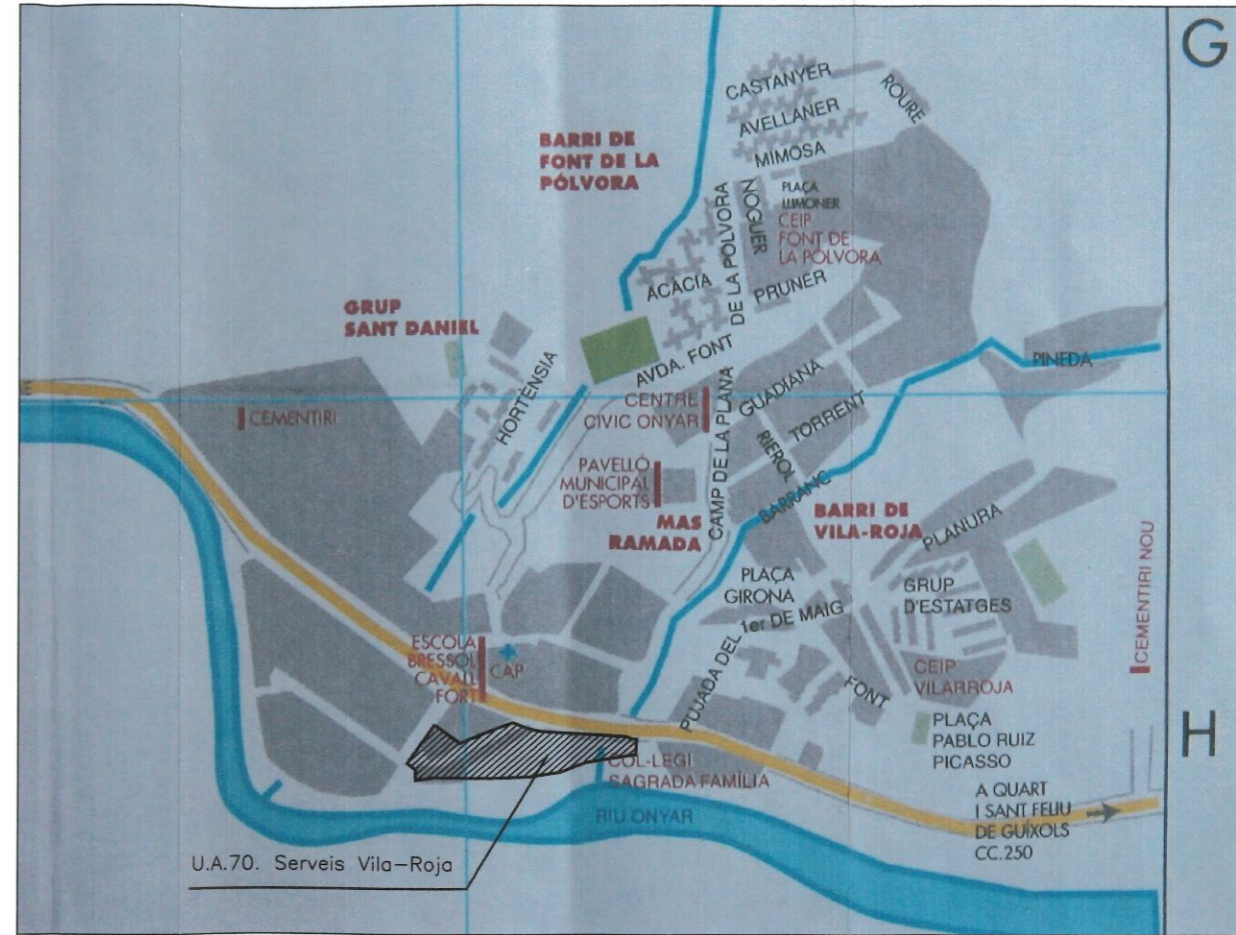 G
CASTANYER
ROURE
AVELLANER
MIMOSA
BARRI DE
FONT DE LA
PÓLVORA
PLAÇA
LLIMONER
NOGUER
CEIP
FONT DE
LA PÒLVORA
ACÀCIA
PRUNER
AVDA. FONT DE LA PÒLVORA
GRUP
SANT DANIEL
HORTÈNSIA
PINEDA
CEMENTIRI
CENTRE
CIVIC ONYAR
GUADIANA
TORRENT
RIEROL
CAMP DE LA PLANA
PAVELLÓ
MUNICIPAL
D'ESPORTS
MAS
RAMADA
BARRANC
BARRI DE
VILA-ROJA
PLANURA
PLAÇA
GIRONA
GRUP
D'ESTATGES
PUJADA DEL 1er DE MAIG
CEMENTIRI NOU
ESCOLA
BRESSOL
CAVALL
FORT
CAP
FONT
CEIP
VILARROJA
PLAÇA
PABLO RUIZ
PICASSO
H
COL-LEGI
SAGRADA FAMÍLIA
RIU ONYAR
A QUART
I SANT FELIU
DE GUÍXOLS
CC.250
U.A.70. Serveis Vila-Roja